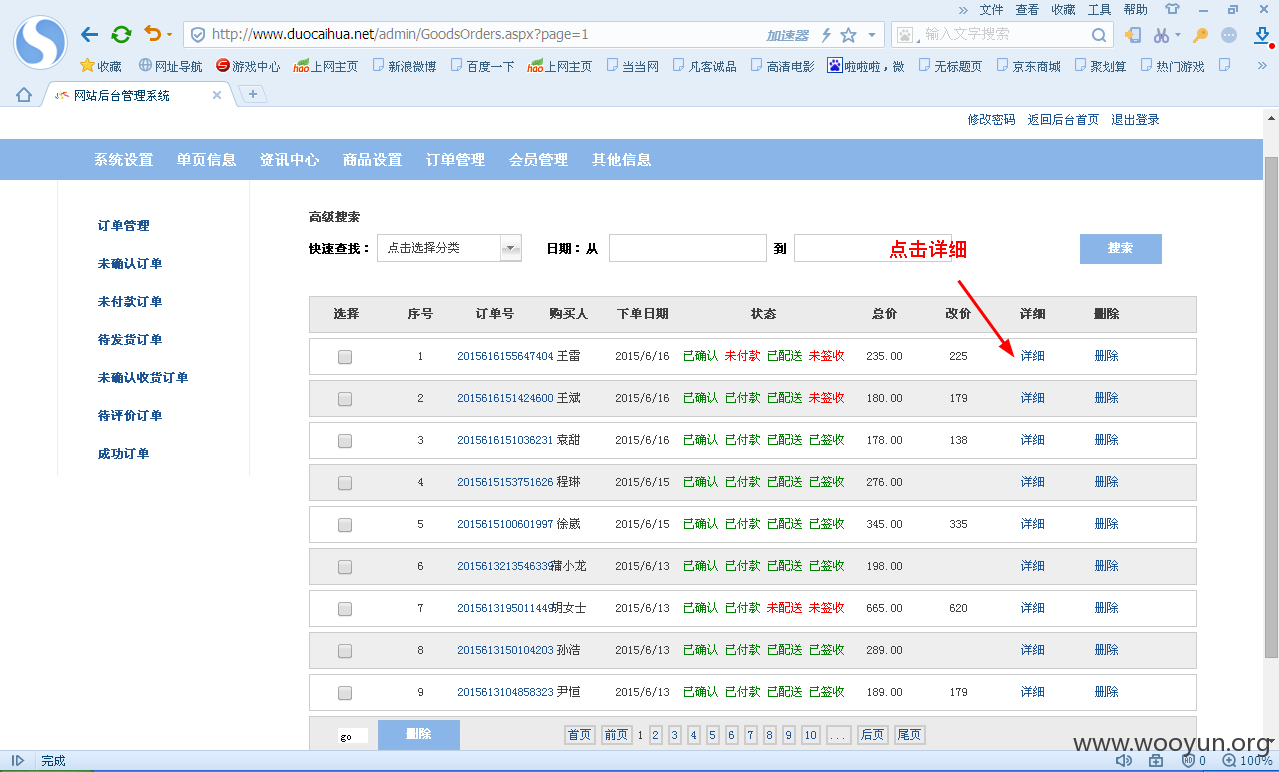 » 文件 查看 收藏 工具 帮助
http://www.duocaihua.net/admin/GoodsOrders.aspx?page=1 加速器 输入文字搜索
收藏 网址导航 游戏中心 上网主页 新浪微博 百度一下 上网主页 当当网 凡客诚品 高清电影 啦啦啦，微 无标题页 京东商城 聚划算 热门游戏 »
网站后台管理系统
修改密码 返回后台首页 退出登录
系统设置 单页信息 资讯中心 商品设置 订单管理 会员管理 其他信息
订单管理
未确认订单
未付款订单
待发货订单
未确认收货订单
待评价订单
成功订单
高级搜索
快速查找： 点击选择分类 日期：从 到 点击详细 搜索
选择 序号 订单号 购买人 下单日期 状态 总价 改价 详细 删除
1 2015616155647404 王雷 2015/6/16 已确认 未付款 已配送 未签收 235.00 225 详细 删除
2 2015616151424600 王斌 2015/6/16 已确认 已付款 已配送 未签收 180.00 179 详细 删除
3 2015616151036231 袁甜 2015/6/16 已确认 已付款 已配送 已签收 178.00 138 详细 删除
4 2015615153751626 程琳 2015/6/15 已确认 已付款 已配送 已签收 276.00 详细 删除
5 2015615100601997 徐崴 2015/6/15 已确认 已付款 已配送 已签收 345.00 335 详细 删除
6 2015613213546339 蒲小龙 2015/6/13 已确认 已付款 已配送 已签收 198.00 详细 删除
7 2015613195011449 胡女士 2015/6/13 已确认 已付款 未配送 未签收 665.00 620 详细 删除
8 2015613150104203 孙洁 2015/6/13 已确认 已付款 已配送 已签收 289.00 详细 删除
9 2015613104858323 尹恒 2015/6/13 已确认 已付款 已配送 已签收 189.00 179 详细 删除
go 删除 首页 前页 1 2 3 4 5 6 7 8 9 10 ... 后页 尾页
www.wooyun.org
完成 0 100%